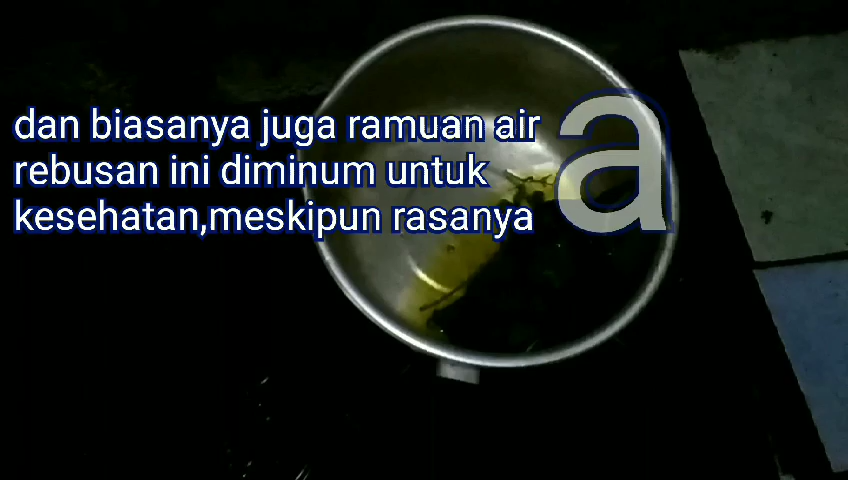 dan biasanya juga ramuan air
rebusan ini diminum untuk
kesehatan,meskipun rasanya
a